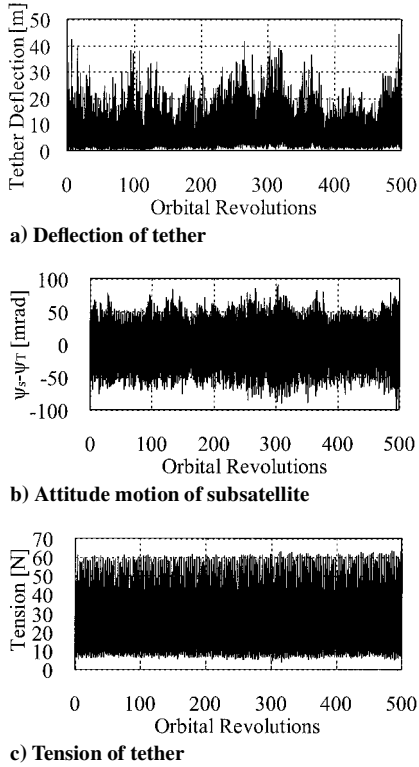 Tether Deflection [m]
50
40
30
20
10
0
0 100 200 300 400 500
Orbital Revolutions
a) Deflection of tether
ψs-ψT [mrad]
100
50
0
-50
-100
0 100 200 300 400 500
Orbital Revolutions
b) Attitude motion of subsatellite
Tension [N]
70
60
50
40
30
20
10
0
0 100 200 300 400 500
Orbital Revolutions
c) Tension of tether